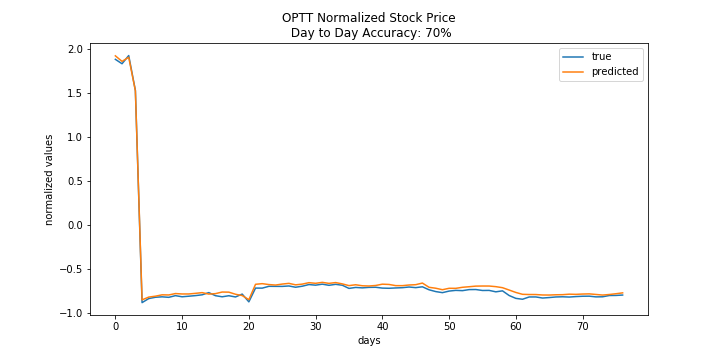 OPTT Normalized Stock Price
Day to Day Accuracy: 70%
true
predicted
normalized values
2.0
1.5
1.0
0.5
0.0
−0.5
−1.0
0 10 20 30 40 50 60 70
days